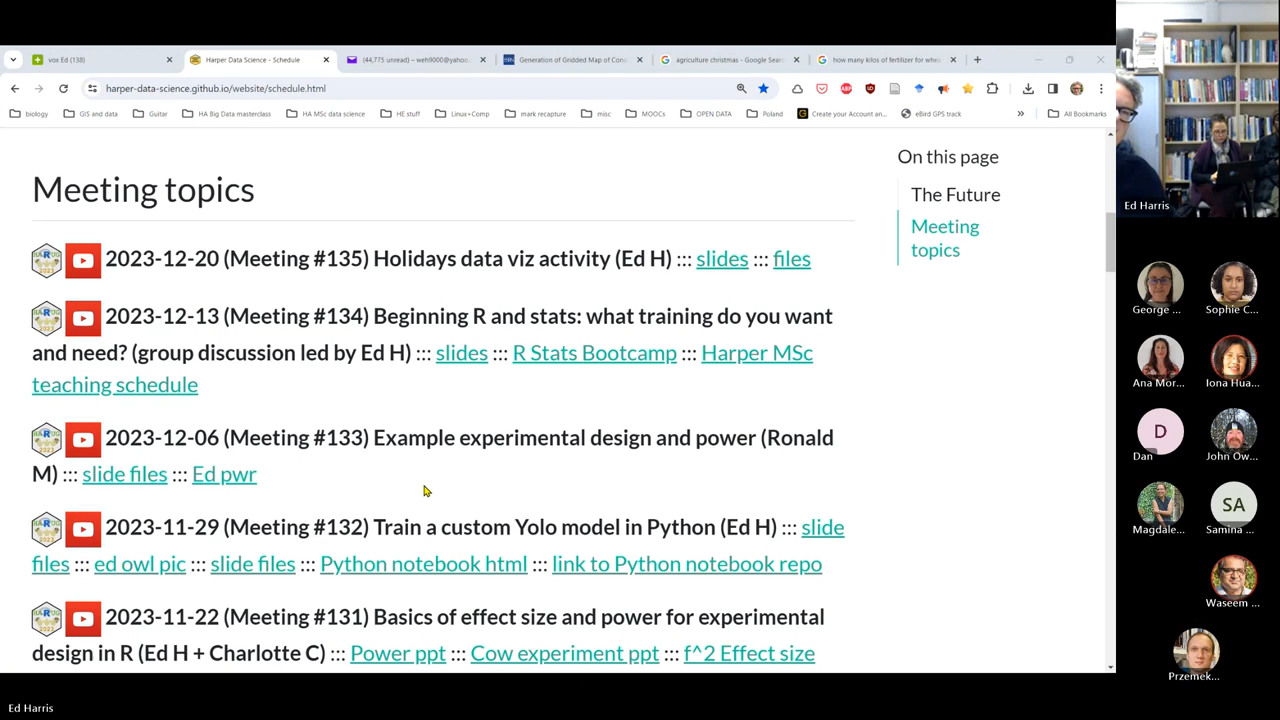 vox Ed (138)
Harper Data Science - Schedule
(44,775 unread) – weh9000@yahoo.
Generation of Gridded Map of Con
agriculture christmas - Google Sear
how many kilos of fertilizer for whe
harper-data-science.github.io/website/schedule.html
biology
GIS and data
Guitar
HA Big Data masterclass
HA MSc data science
HE stuff
Linux+Comp
mark recapture
misc
MOOCs
OPEN DATA
Poland
Create your Account an...
eBird GPS track
»
All Bookmarks
Meeting topics
2023-12-20 (Meeting #135) Holidays data viz activity (Ed H) ::: slides ::: files
2023-12-13 (Meeting #134) Beginning R and stats: what training do you want
and need? (group discussion led by Ed H) ::: slides ::: R Stats Bootcamp ::: Harper MSc
teaching schedule
2023-12-06 (Meeting #133) Example experimental design and power (Ronald
M) ::: slide files ::: Ed pwr
2023-11-29 (Meeting #132) Train a custom Yolo model in Python (Ed H) ::: slide
files ::: ed owl pic ::: slide files ::: Python notebook html ::: link to Python notebook repo
2023-11-22 (Meeting #131) Basics of effect size and power for experimental
design in R (Ed H + Charlotte C) ::: Power ppt ::: Cow experiment ppt ::: f^2 Effect size
On this page
The Future
Meeting
topics
Ed Harris
George ...
Sophie C...
Ana Mor...
Iona Hua...
D
Dan
John Ow...
Magdale...
SA
Samina ...
Waseem ...
Przemek...
Ed Harris